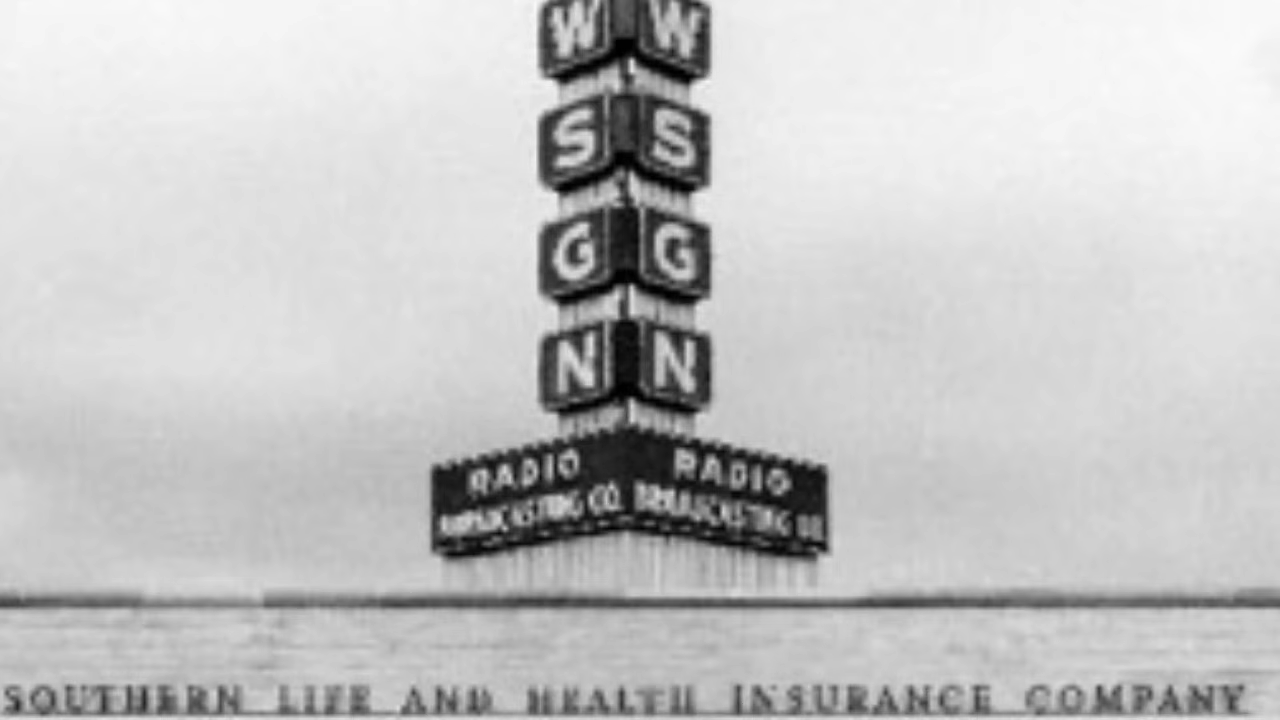 W W
S S
G G
N N
RADIO RADIO
BROADCASTING CO. BROADCASTING CO.
SOUTHERN LIFE AND HEALTH INSURANCE COMPANY